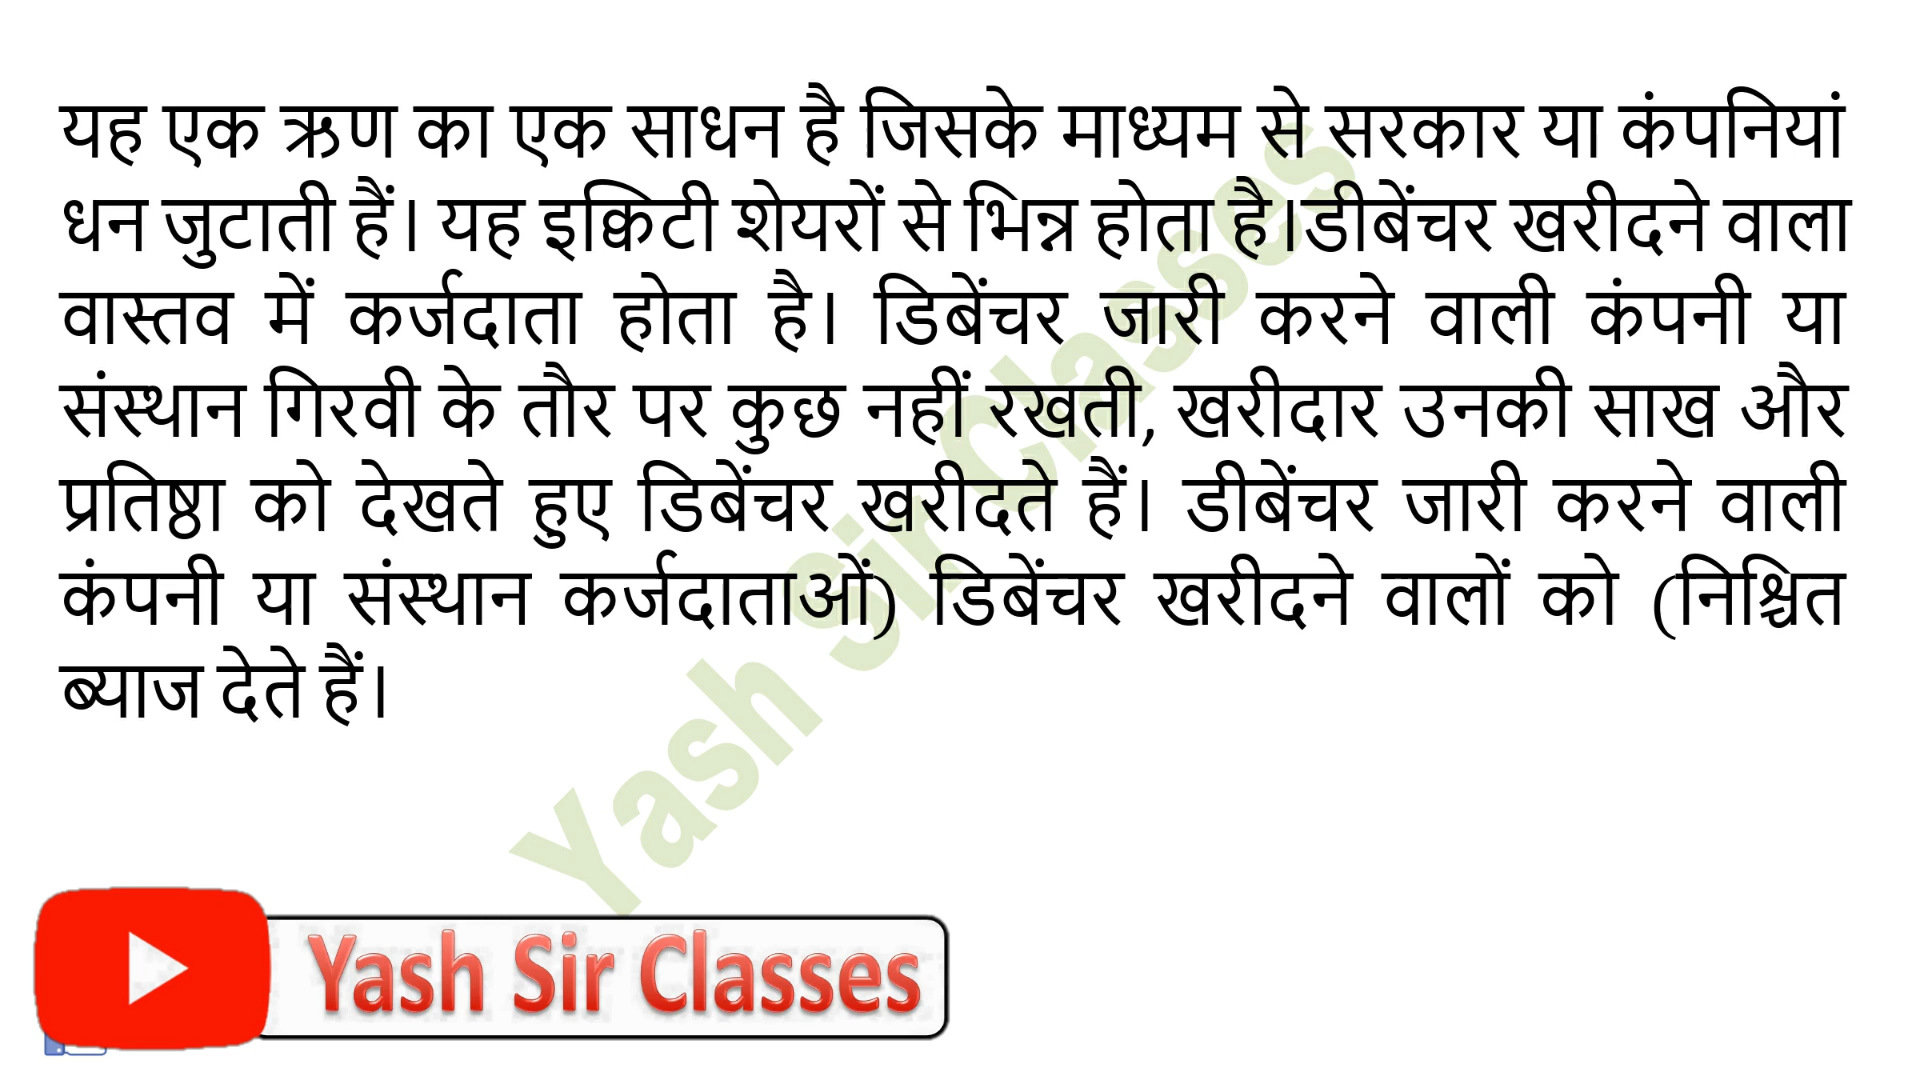 यह एक ऋण का एक साधन है जिसके माध्यम से सरकार या कंपनियां
धन जुटाती हैं। यह इक्विटी शेयरों से भिन्न होता है।डीबेंचर खरीदने वाला
वास्तव में कर्जदाता होता है। डिबेंचर जारी करने वाली कंपनी या
संस्थान गिरवी के तौर पर कुछ नहीं रखती, खरीदार उनकी साख और
प्रतिष्ठा को देखते हुए डिबेंचर खरीदते हैं। डीबेंचर जारी करने वाली
कंपनी या संस्थान कर्जदाताओं) डिबेंचर खरीदने वालों को (निश्चित
ब्याज देते हैं।
Yash Sir Classes
Yash Sir Classes